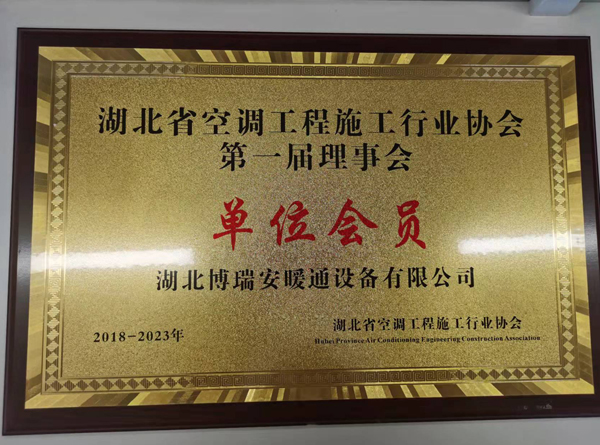 湖北省空调工程施工行业协会
第一届理事会
单位会员
湖北博瑞安暖通设备有限公司
2018-2023年
湖北省空调工程施工行业协会
Hubei Province Air Conditioning Engineering Construction Association